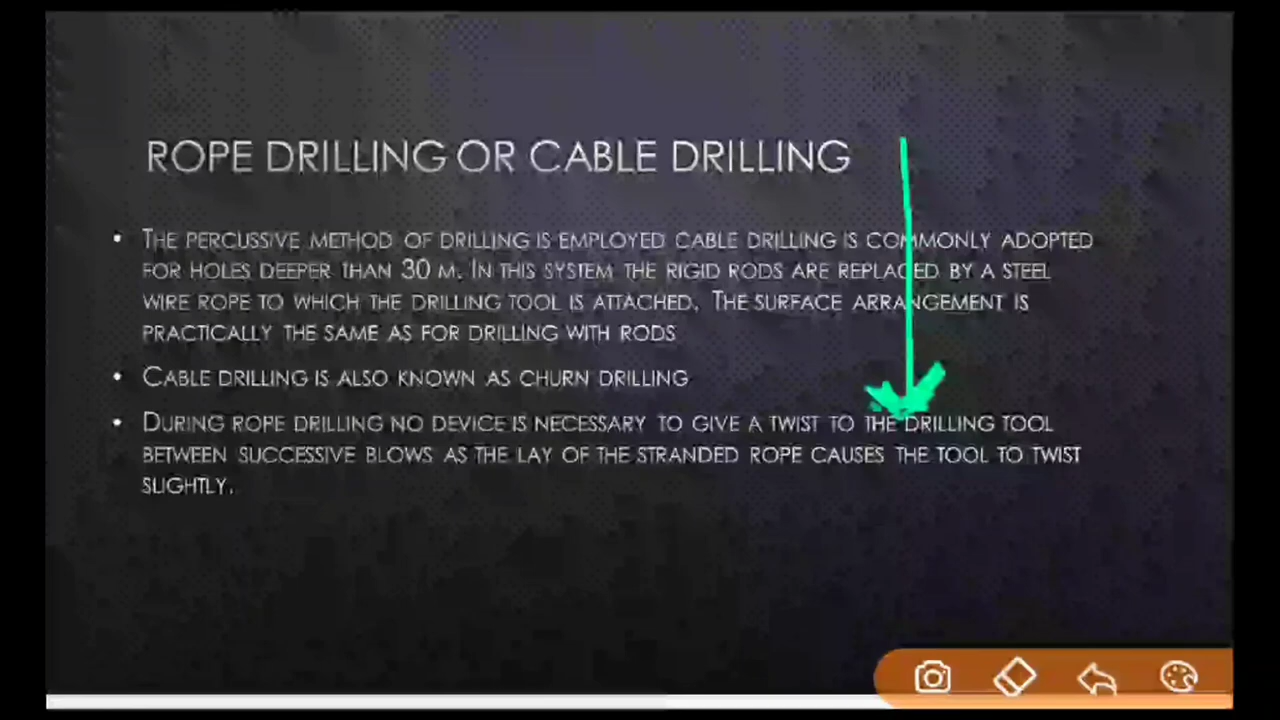 ROPE DRILLING OR CABLE DRILLING
• THE PERCUSSIVE METHOD OF DRILLING IS EMPLOYED CABLE DRILLING IS COMMONLY ADOPTED
FOR HOLES DEEPER THAN 30 M. IN THIS SYSTEM THE RIGID RODS ARE REPLACED BY A STEEL
WIRE ROPE TO WHICH THE DRILLING TOOL IS ATTACHED. THE SURFACE ARRANGEMENT IS
PRACTICALLY THE SAME AS FOR DRILLING WITH RODS
• CABLE DRILLING IS ALSO KNOWN AS CHURN DRILLING
• DURING ROPE DRILLING NO DEVICE IS NECESSARY TO GIVE A TWIST TO THE DRILLING TOOL
BETWEEN SUCCESSIVE BLOWS AS THE LAY OF THE STRANDED ROPE CAUSES THE TOOL TO TWIST
SLIGHTLY.